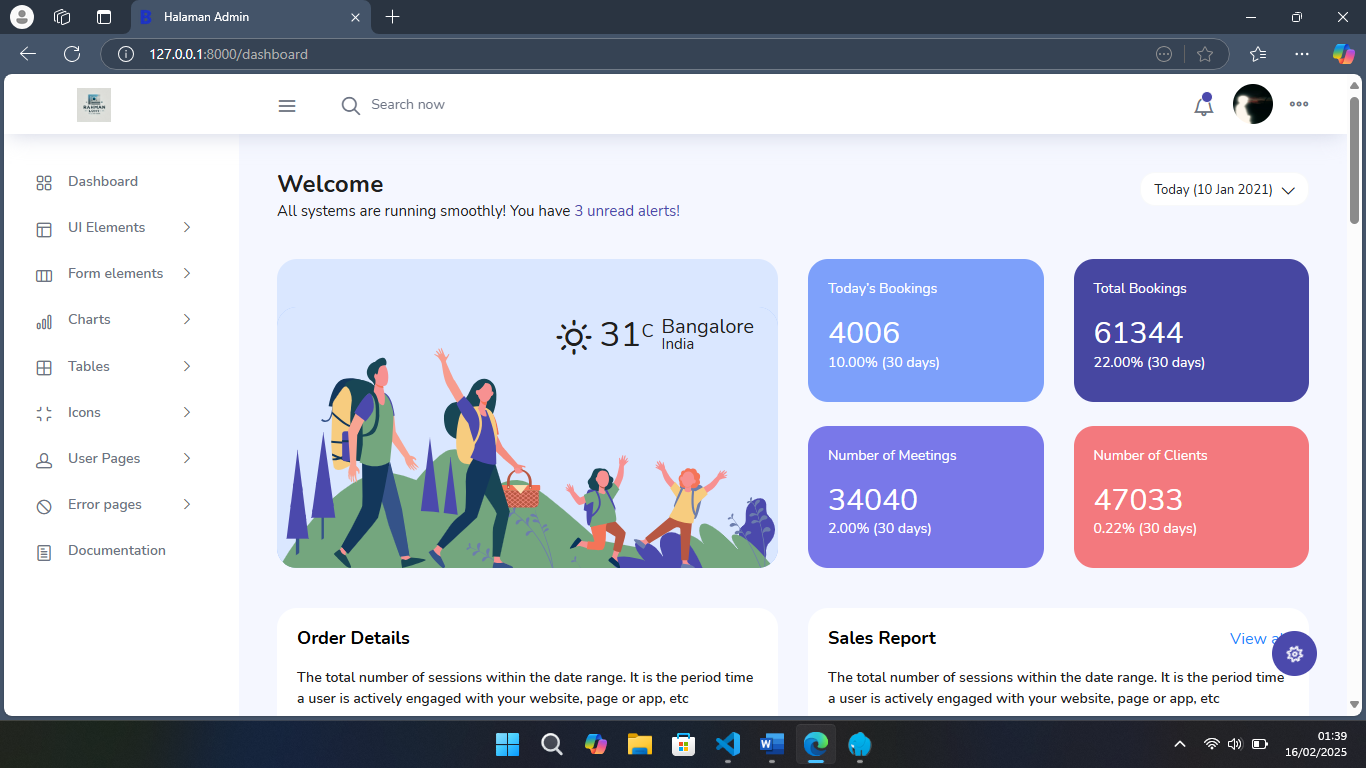 Halaman Admin
127.0.0.1:8000/dashboard
RAHMAN
Search now
Dashboard
UI Elements
Form elements
Charts
Tables
Icons
User Pages
Error pages
Documentation
Welcome
All systems are running smoothly! You have 3 unread alerts!
Today (10 Jan 2021)
31 C Bangalore
India
Today's Bookings
4006
10.00% (30 days)
Total Bookings
61344
22.00% (30 days)
Number of Meetings
34040
2.00% (30 days)
Number of Clients
47033
0.22% (30 days)
Order Details
The total number of sessions within the date range. It is the period time
a user is actively engaged with your website, page or app, etc
Sales Report
View
The total number of sessions within the date range. It is the period time
a user is actively engaged with your website, page or app, etc
01:39
16/02/2025